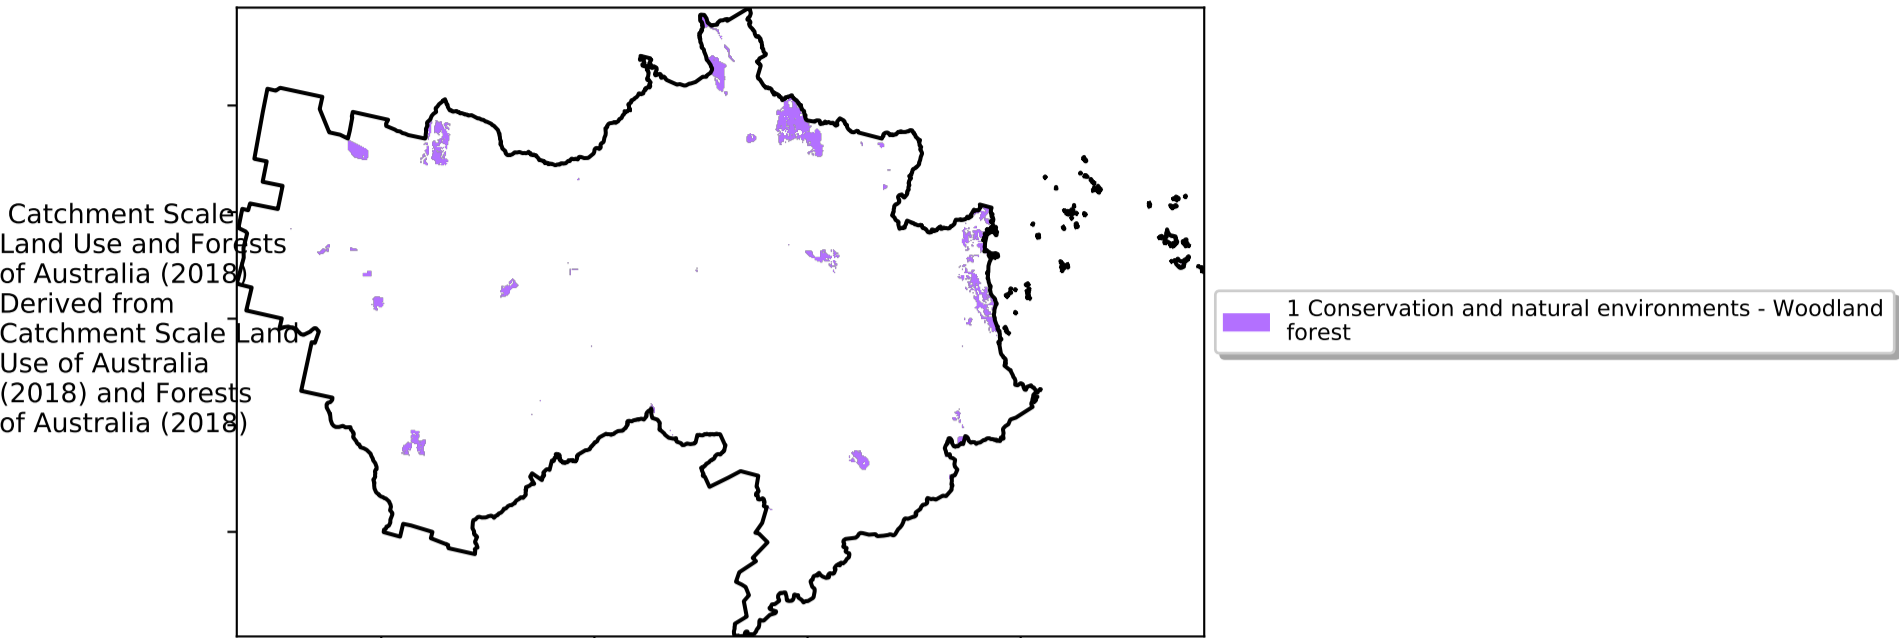 Catchment Scale
Land Use and Forests
of Australia (2018)
Derived from
Catchment Scale Land
Use of Australia
(2018) and Forests
of Australia (2018)
1 Conservation and natural environments - Woodland
forest